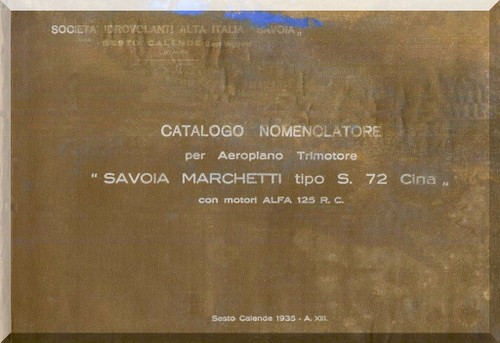 SOCIETA' IDROVOLANTI ALTA ITALIA "SAVOIA„
SESTO CALENDE
CATALOGO NOMENCLATORE
per Aeroplano Trimotore
“ SAVOIA MARCHETTI tipo S. 72 Cina „
con motori ALFA 125 R. C.
Sesto Calende 1935 - A. XIII.